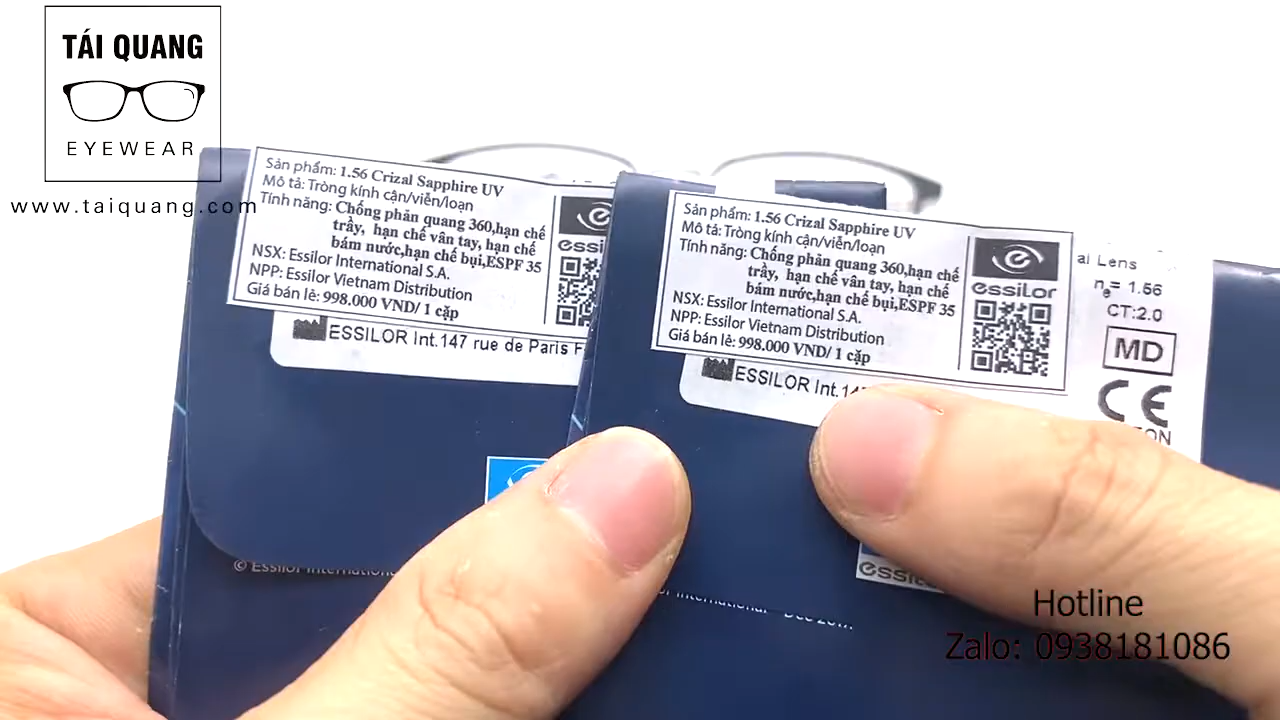 TÁI QUANG
EYEWEAR
www.taiquang.com
Sản phẩm: 1.56 Crizal Sapphire UV
Mô tả: Tròng kính cận/viễn/loạn
Tính năng: Chống phản quang 360,hạn chế
trầy, hạn chế vân tay, hạn chế
bám nước,hạn chế bụi,ESPF 35
NSX: Essilor International S.A.
NPP: Essilor Vietnam Distribution
Giá bán lẻ: 998.000 VND/ 1 cặp
essilor
ESSILOR Int.147 rue de Paris
© Essilor International
Sản phẩm: 1.56 Crizal Sapphire UV
Mô tả: Tròng kính cận/viễn/loạn
Tính năng: Chống phản quang 360,hạn chế
trầy, hạn chế vân tay, hạn chế
bám nước,hạn chế bụi,ESPF 35
NSX: Essilor International S.A.
NPP: Essilor Vietnam Distribution
Giá bán lẻ: 998.000 VND/ 1 cặp
essilor
Lens
ne= 1.56
CT:2.0
MD
CE
ESSILOR Int.
essilor
International - Dec 2017.
Hotline
Zalo: 0938181086